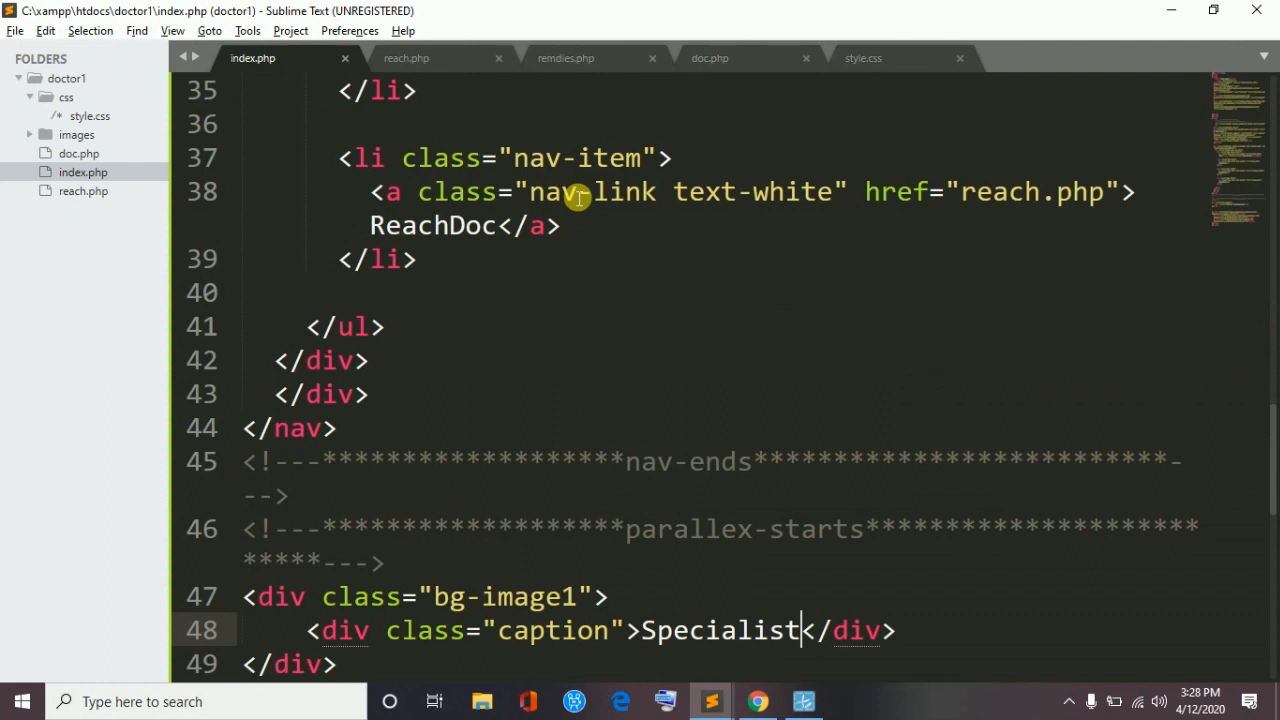 C:\xampp\htdocs\doctor1\index.php (doctor1) - Sublime Text (UNREGISTERED)
File Edit Selection Find View Goto Tools Project Preferences Help
FOLDERS
doctor1
css
/* style.css
images
doc.php
index.php
reach.php
index.php × reach.php × remdies.php × doc.php × style.css ×
35 </li>
36
37 <li class="nav-item">
38 <a class="nav-link text-white" href="reach.php">
ReachDoc</a>
39 </li>
40
41 </ul>
42 </div>
43 </div>
44 </nav>
45 <!---*******************nav-ends**************************-
-->
46 <!---*******************parallex-starts*********************
*****--->
47 <div class="bg-image1">
48 <div class="caption">Specialist</div>
49 </div>
Type here to search
3:28 PM
4/12/2020